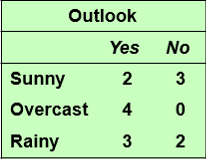 Outlook
Yes No
Sunny 2 3
Overcast 4 0
Rainy 3 2